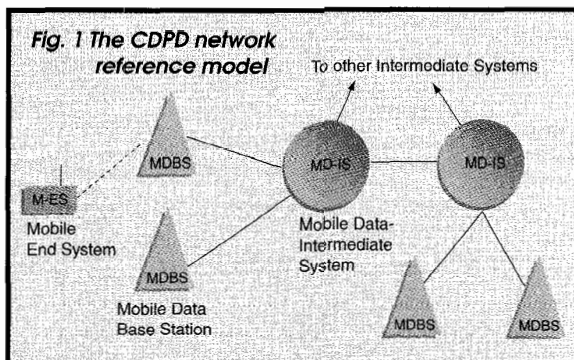 Fig. 1 The CDPD network
reference model
To other Intermediate Systems
MDBS
MD-IS
MD-IS
M-ES
Mobile
End System
Mobile Data-
Intermediate
System
MDBS
Mobile Data
Base Station
MDBS
MDBS